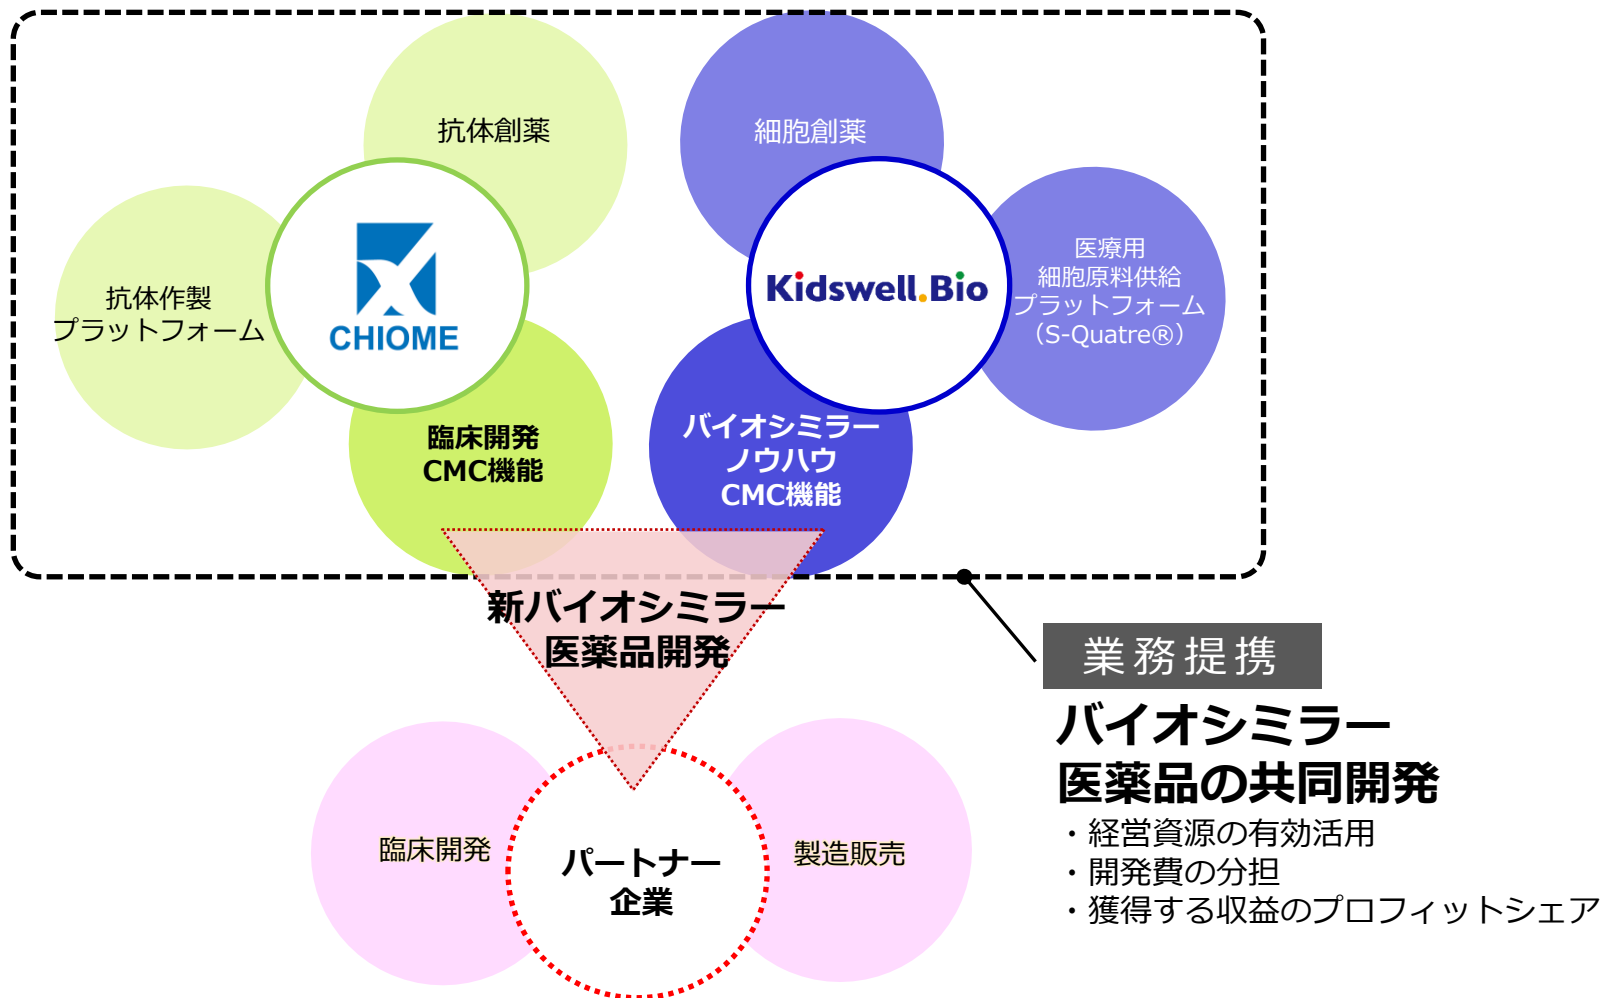 抗体創薬
細胞創薬
抗体作製
プラットフォーム
CHIOME
Kidswell.Bio
医療用
細胞原料供給
プラットフォーム
（S-Quatre®）
臨床開発
CMC機能
バイオシミラー
ノウハウ
CMC機能
新バイオシミラー
医薬品開発
業務提携
バイオシミラー
医薬品の共同開発
・経営資源の有効活用
・開発費の分担
・獲得する収益のプロフィットシェア
臨床開発
パートナー
企業
製造販売